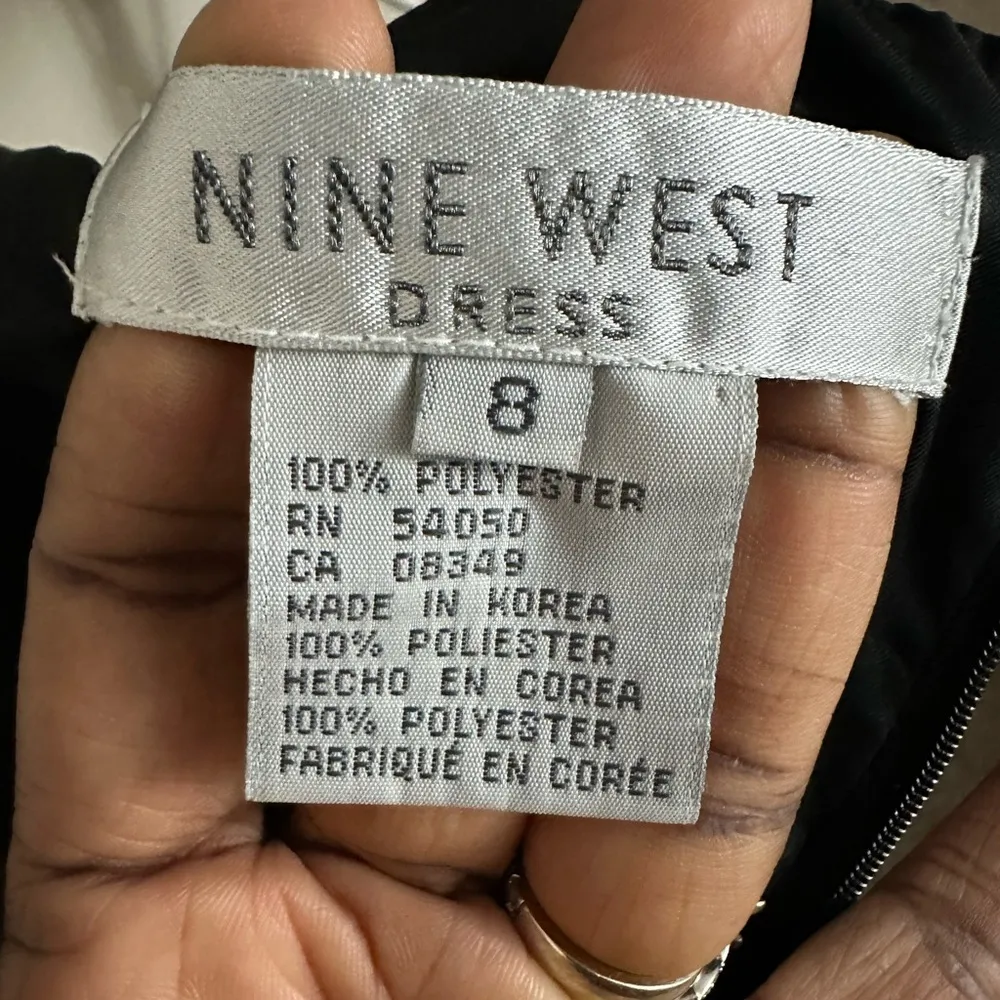 NINE WEST
DRESS
8
100% POLYESTER
RN 54050
CA 08349
MADE IN KOREA
100% POLIESTER
HECHO EN COREA
100% POLYESTER
FABRIQUÉ EN CORÉE